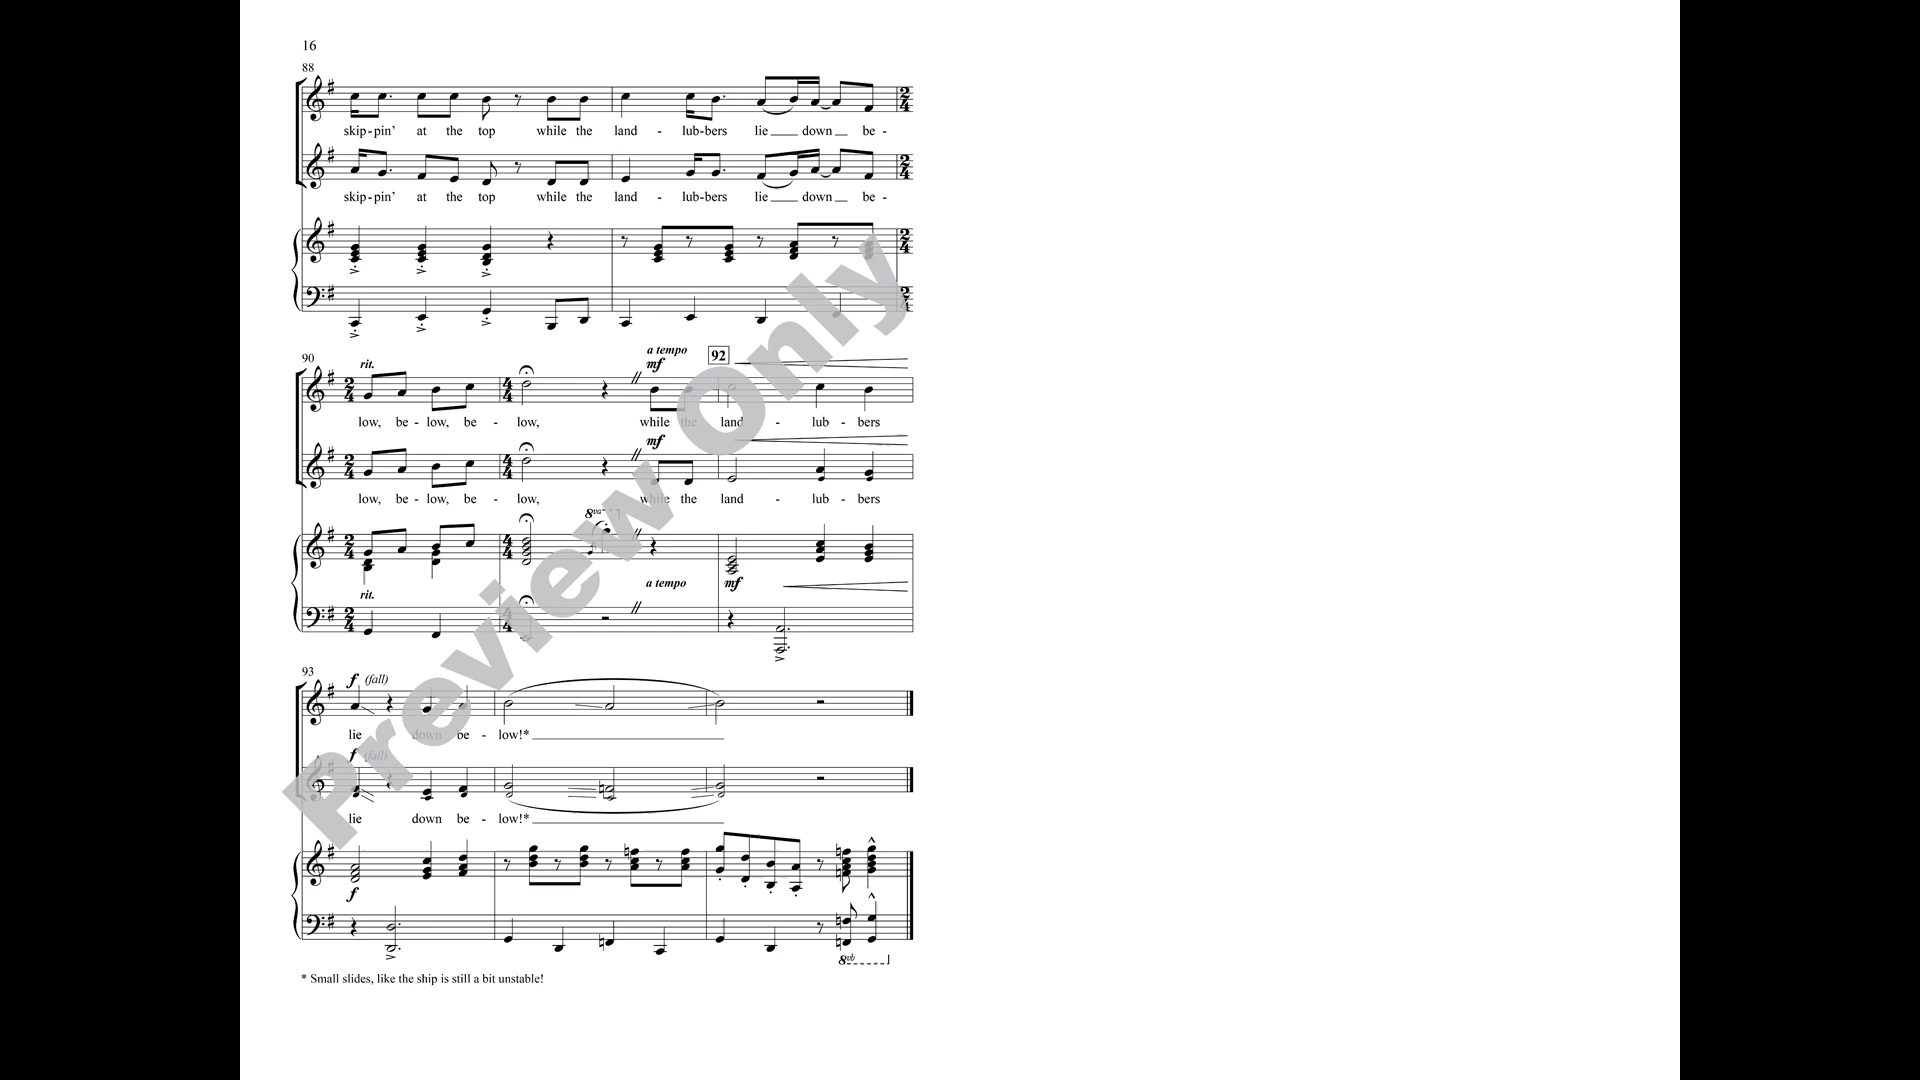 16
88
skip - pin' at the top while the land - lub - bers lie down be -
skip - pin' at the top while the land - lub - bers lie down be -
90
rit.
a tempo
mf
92
low, be - low, be - low, while the land - lub - bers
mf
low, be - low, be - low, while the land - lub - bers
8va
rit.
a tempo
mf
93
f (fall)
lie down be - low!*
f (fall)
lie down be - low!*
f
8vb
* Small slides, like the ship is still a bit unstable!
Preview Only